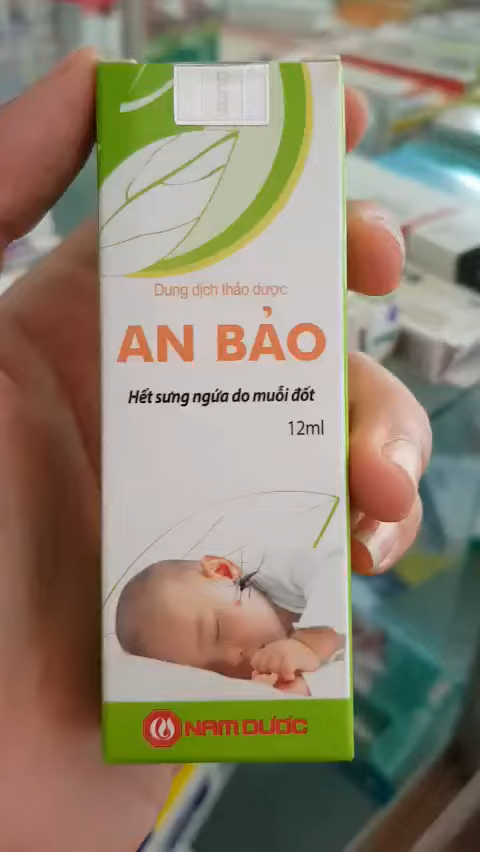 Dung dịch thảo dược
AN BẢO
Hết sưng ngứa do muỗi đốt
12ml
NAM DƯỢC